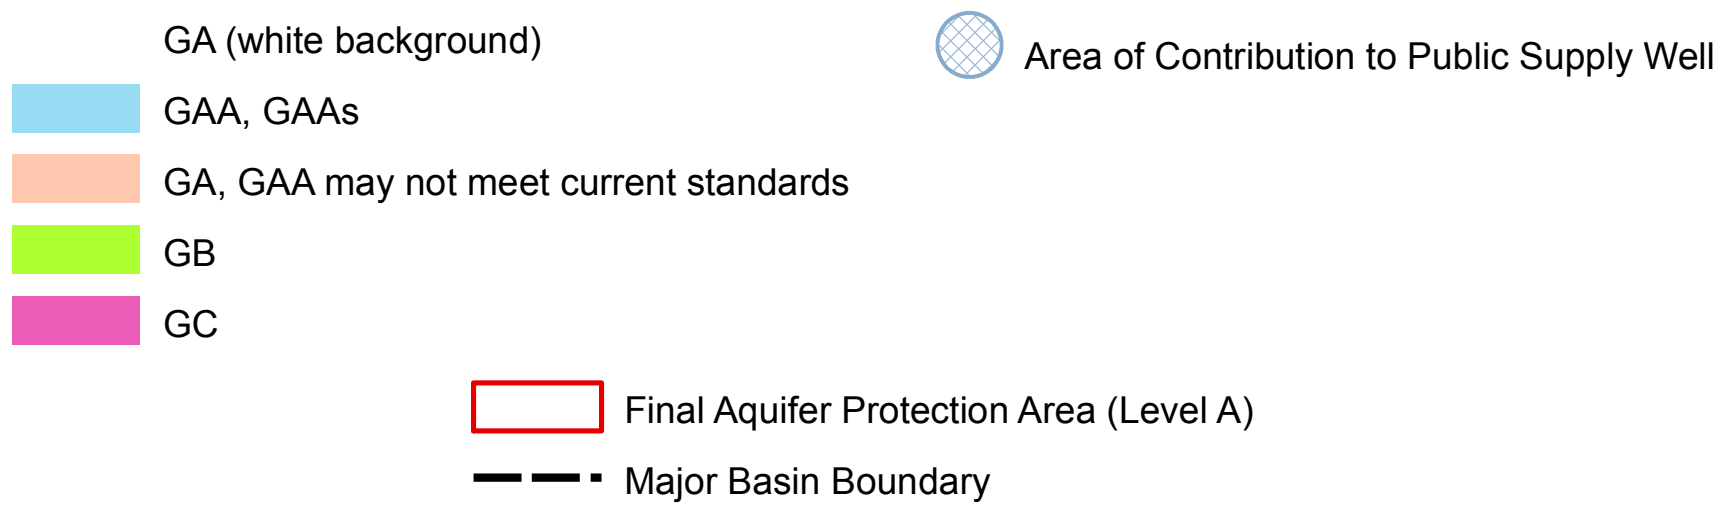 GA (white background)
Area of Contribution to Public Supply Well
GAA, GAAs
GA, GAA may not meet current standards
GB
GC
Final Aquifer Protection Area (Level A)
Major Basin Boundary